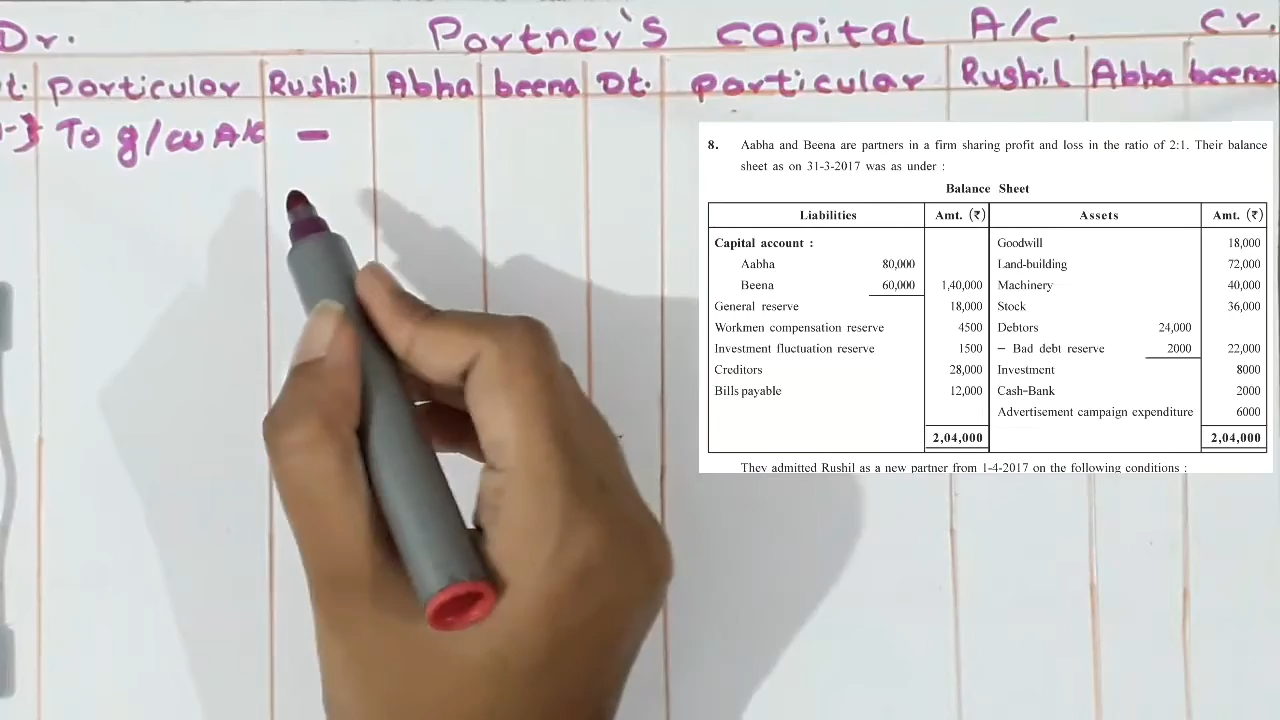 Dr. Partner's capital A/C. Cr.
t. particular Rushil Abha beena Dt. particular Rushil Abha beena
To g/w A/c –
8. Aabha and Beena are partners in a firm sharing profit and loss in the ratio of 2:1. Their balance
sheet as on 31-3-2017 was as under :
Balance Sheet
Liabilities Amt. (₹) Assets Amt. (₹)
Capital account : Goodwill 18,000
Aabha 80,000 Land-building 72,000
Beena 60,000 1,40,000 Machinery 40,000
General reserve 18,000 Stock 36,000
Workmen compensation reserve 4500 Debtors 24,000
Investment fluctuation reserve 1500 – Bad debt reserve 2000 22,000
Creditors 28,000 Investment 8000
Bills payable 12,000 Cash-Bank 2000
Advertisement campaign expenditure 6000
2,04,000 2,04,000
They admitted Rushil as a new partner from 1-4-2017 on the following conditions :